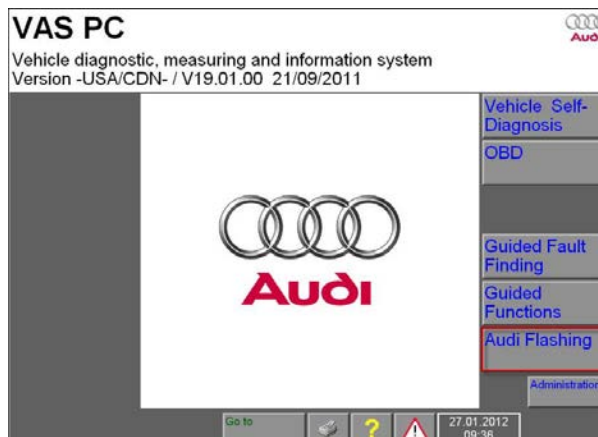 VAS PC
Audi
Vehicle diagnostic, measuring and information system
Version -USA/CDN- / V19.01.00 21/09/2011
Vehicle Self-
Diagnosis
OBD
Audi
Guided Fault
Finding
Guided
Functions
Audi Flashing
Administration
Go to
?
27.01.2012
09:36